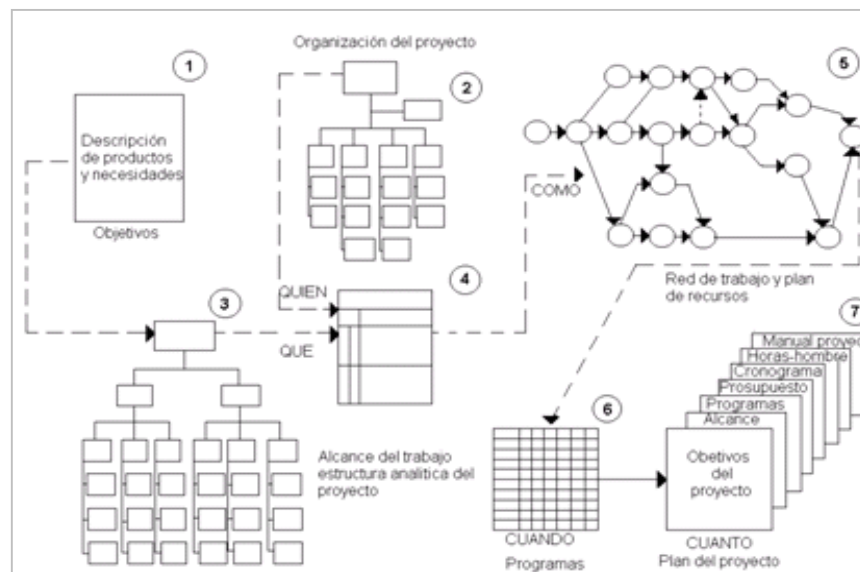 1
Descripción
de productos
y necesidades
Objetivos
Organización del proyecto
2
3
QUIEN
QUE
4
Alcance del trabajo
estructura analitica del
proyecto
5
COMO
Red de trabajo y plan
de recursos
6
CUANDO
Programas
7
Manual proyec
Horas-hombre
Cronograma
Prosupuesto
Programas
Alcance
Obetivos
del
proyecto
CUANTO
Plan del proyecto